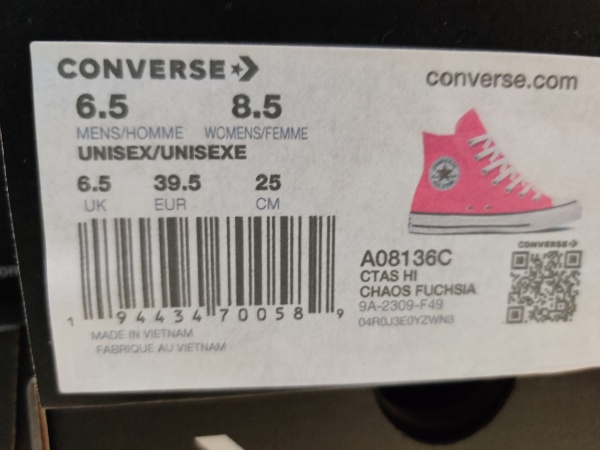 CONVERSE
converse.com
6.5 8.5
MENS/HOMME WOMENS/FEMME
UNISEX/UNISEXE
6.5 39.5 25
UK EUR CM
A08136C
CTAS HI
CHAOS FUCHSIA
9A-2309-F49
04R0J3E0YZWN3
CONVERSE
1 94434 70058 9
MADE IN VIETNAM
FABRIQUE AU VIETNAM